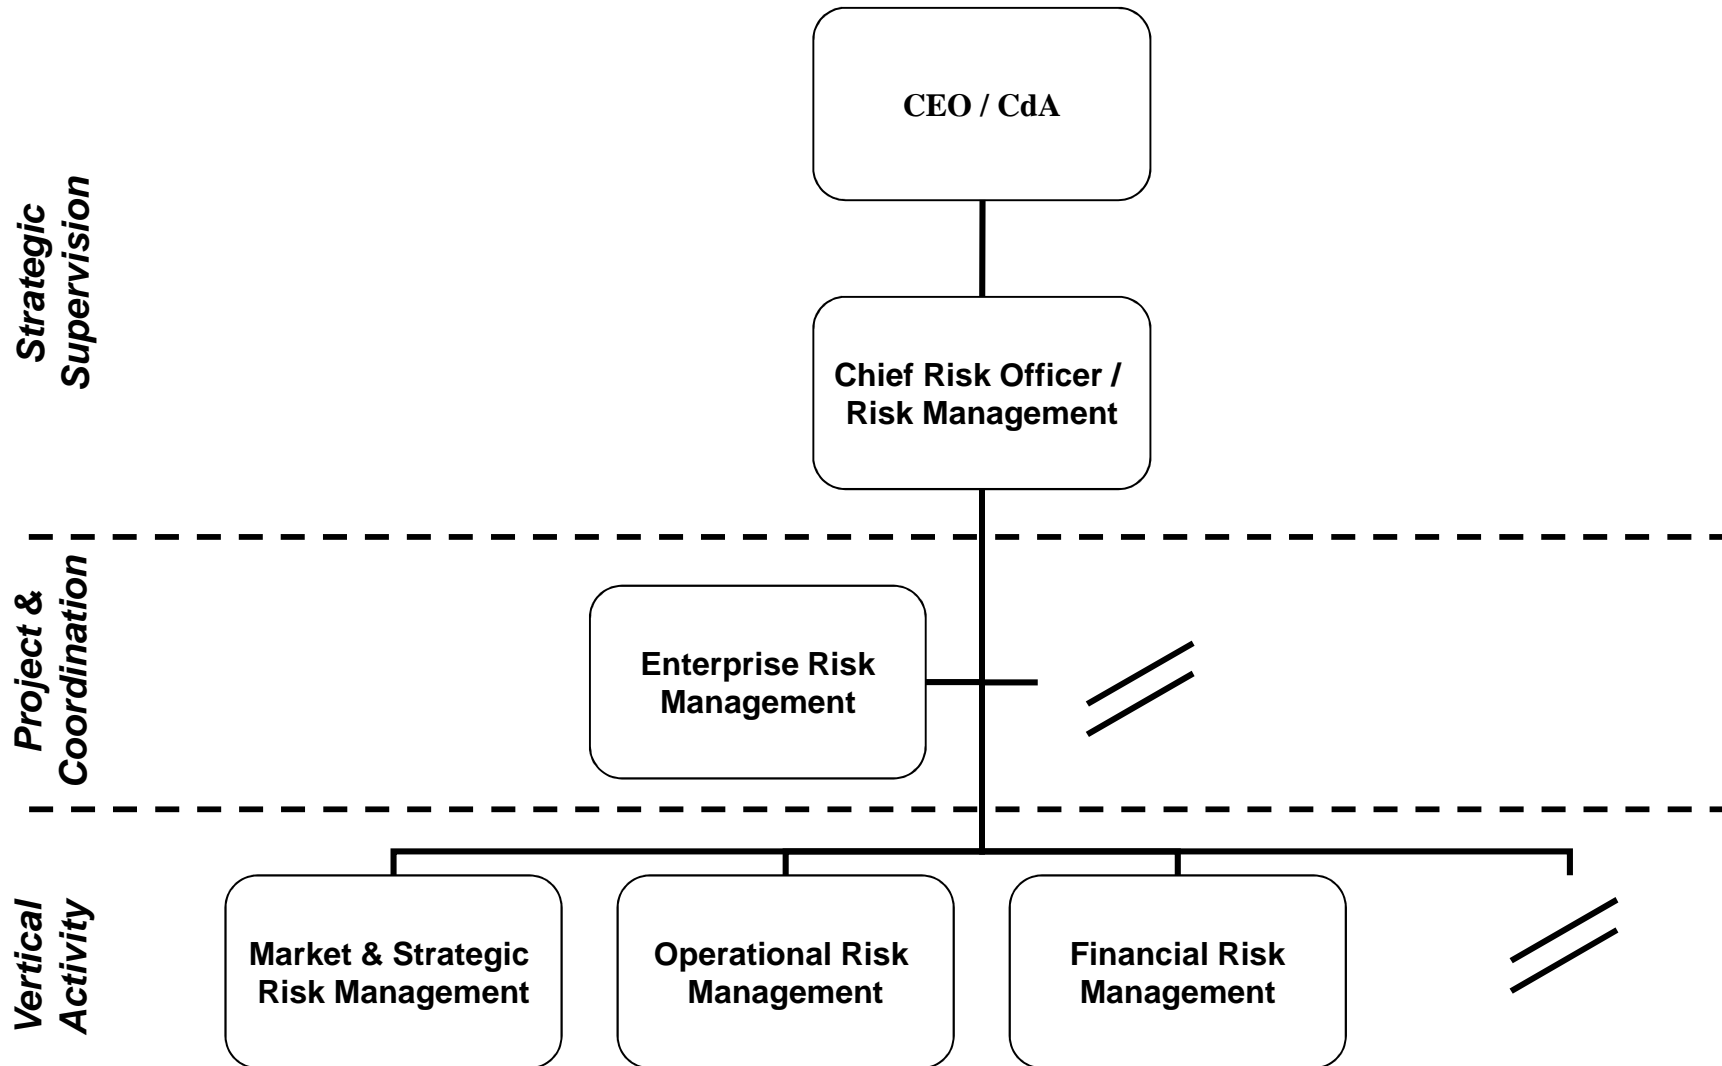 CEO / CdA
Strategic
Supervision
Chief Risk Officer /
Risk Management
Project &
Coordination
Enterprise Risk
Management
Vertical
Activity
Market & Strategic
Risk Management
Operational Risk
Management
Financial Risk
Management